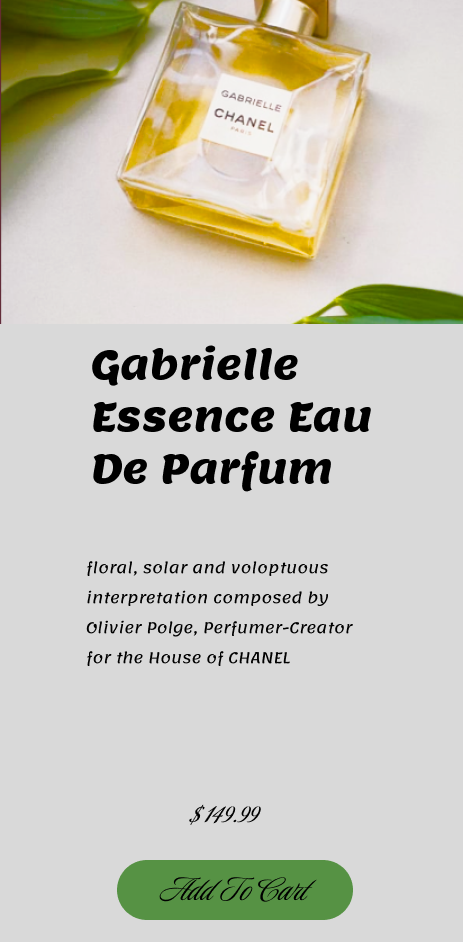 GABRIELLE
CHANEL
PARIS
Gabrielle
Essence Eau
De Parfum
floral, solar and voloptuous
interpretation composed by
Olivier Polge, Perfumer-Creator
for the House of CHANEL
$149.99
Add To Cart